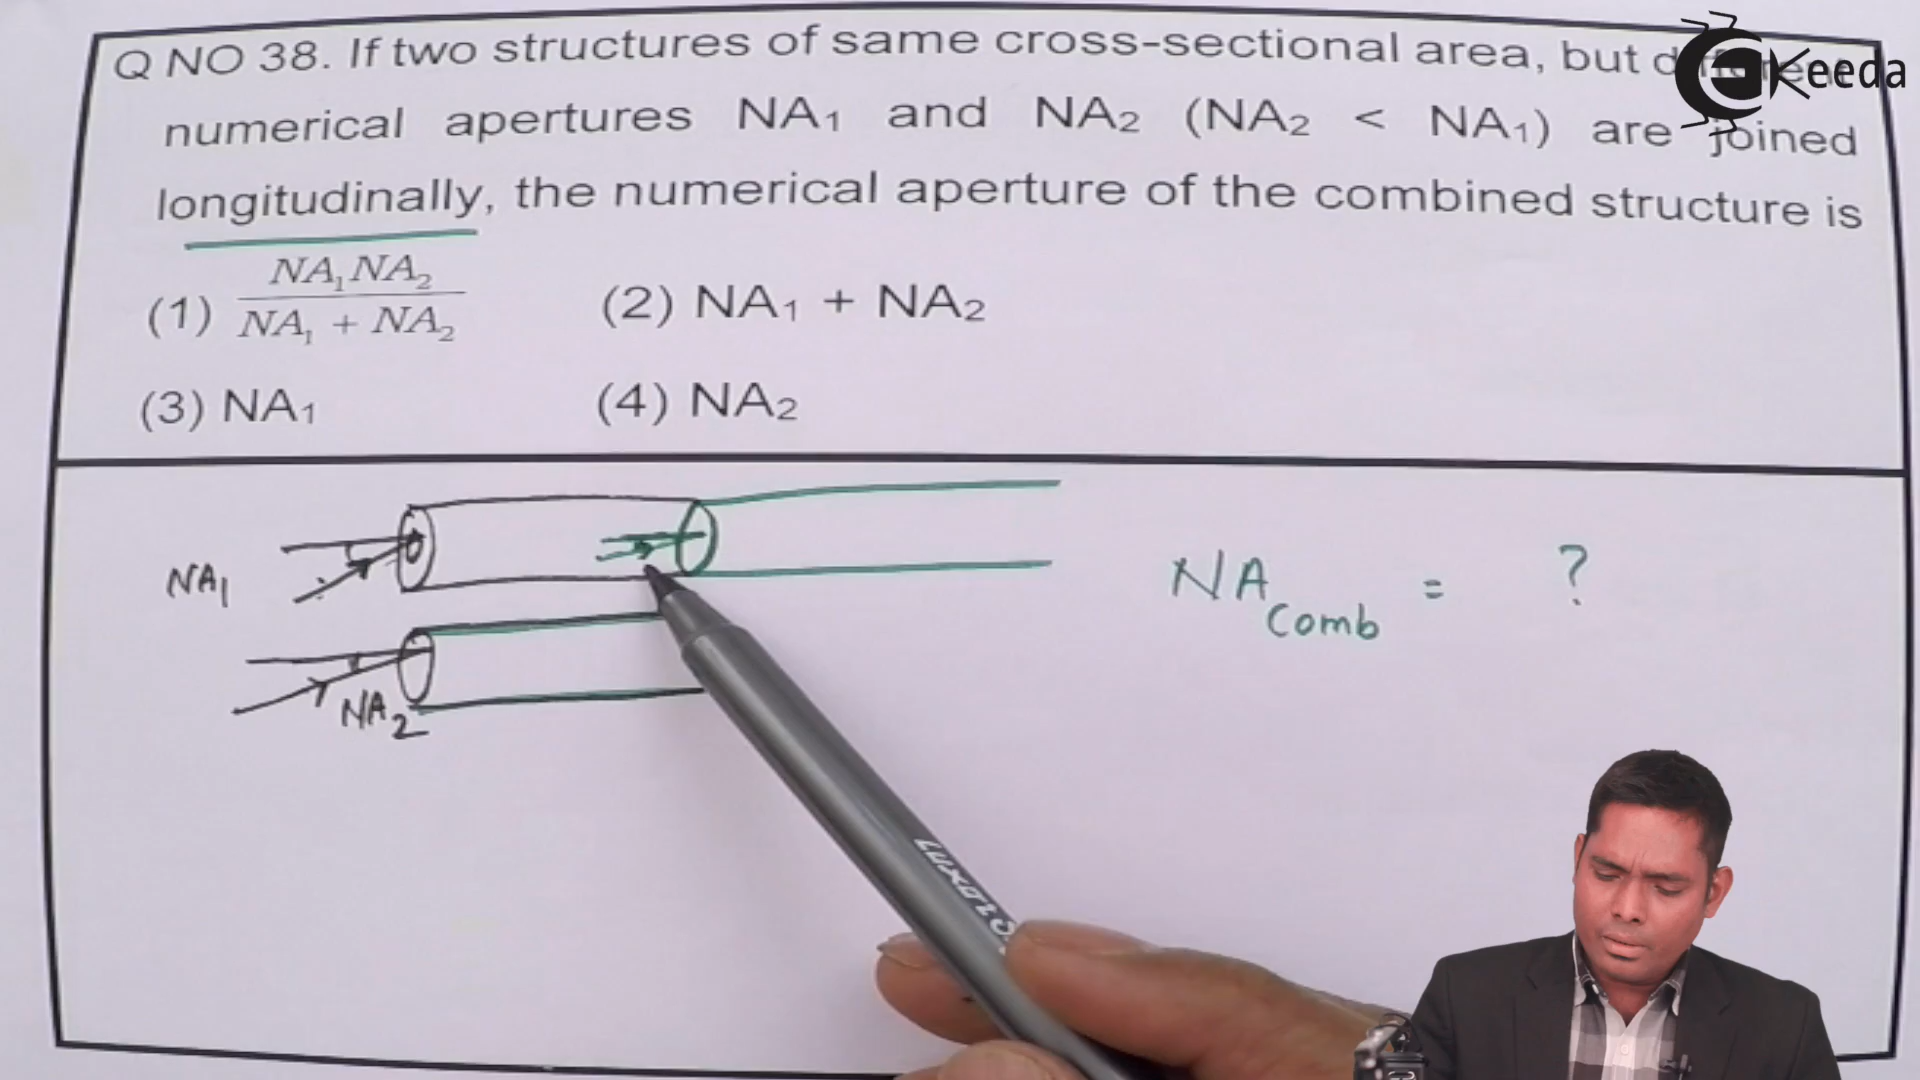 Q NO 38. If two structures of same cross-sectional area, but different
numerical apertures NA₁ and NA₂ (NA₂ < NA₁) are joined
longitudinally, the numerical aperture of the combined structure is
(1) NA₁NA₂ / NA₁ + NA₂ (2) NA₁ + NA₂
(3) NA₁ (4) NA₂
NA₁
NA₂
NA Comb = ?
LUXOR
Keeda